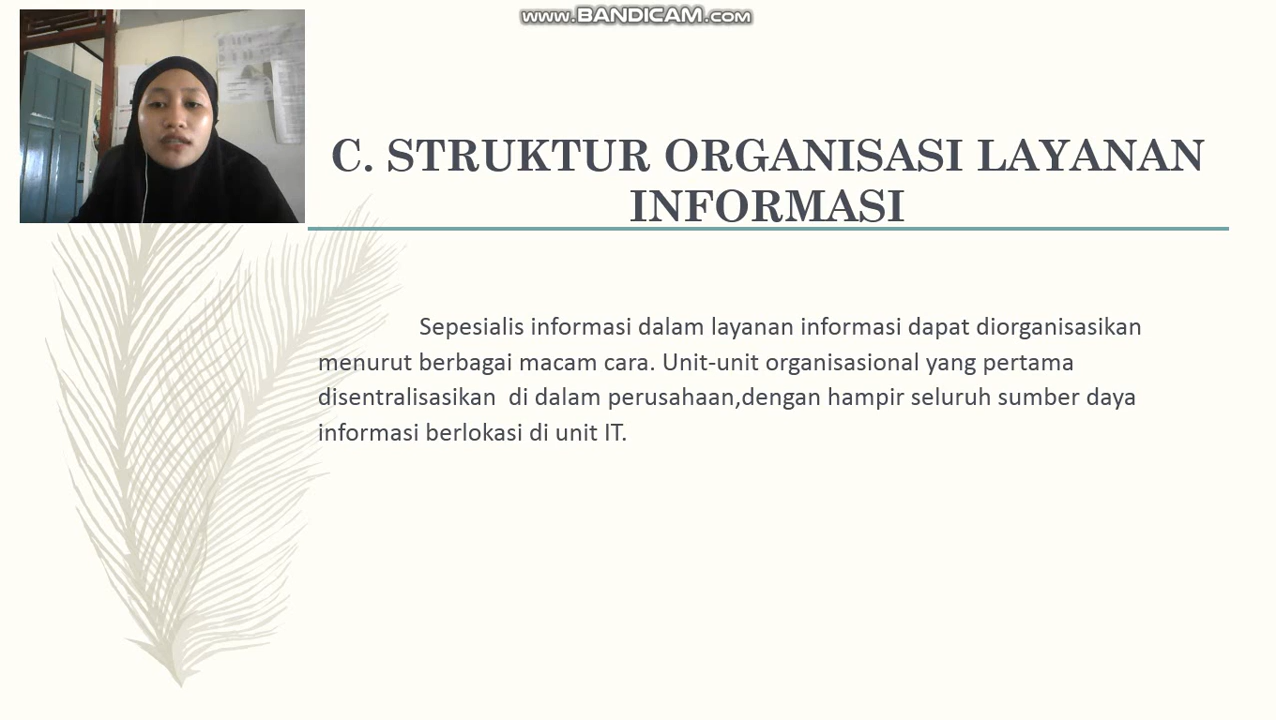 www.BANDICAM.com
C. STRUKTUR ORGANISASI LAYANAN
INFORMASI
Sepesialis informasi dalam layanan informasi dapat diorganisasikan
menurut berbagai macam cara. Unit-unit organisasional yang pertama
disentralisasikan  di dalam perusahaan,dengan hampir seluruh sumber daya
informasi berlokasi di unit IT.